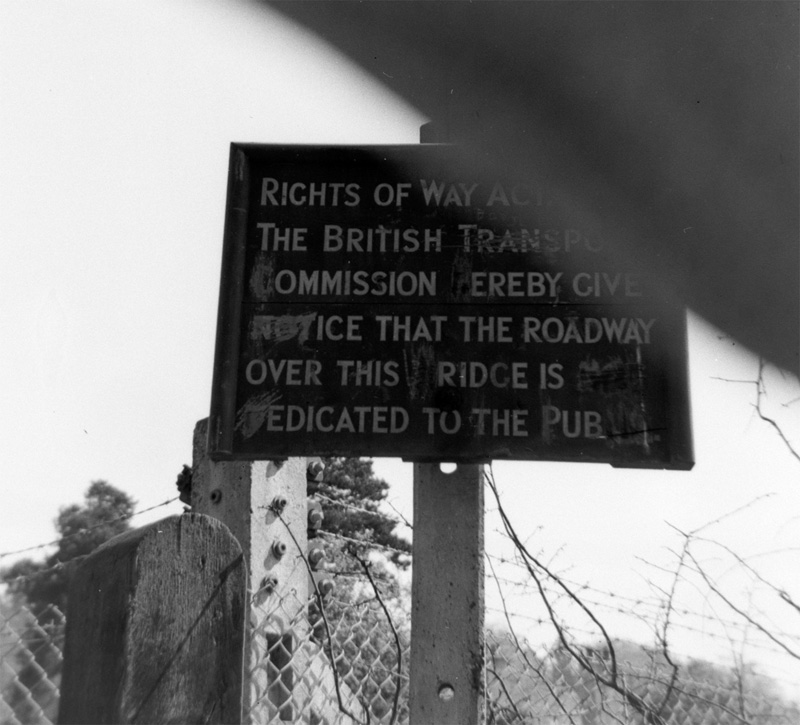 RIGHTS OF WAY ACT
THE BRITISH TRANSPO
OMMISSION EREBY GIVE
NOTICE THAT THE ROADWAY
OVER THIS RIDGE IS
EDICATED TO THE PUB